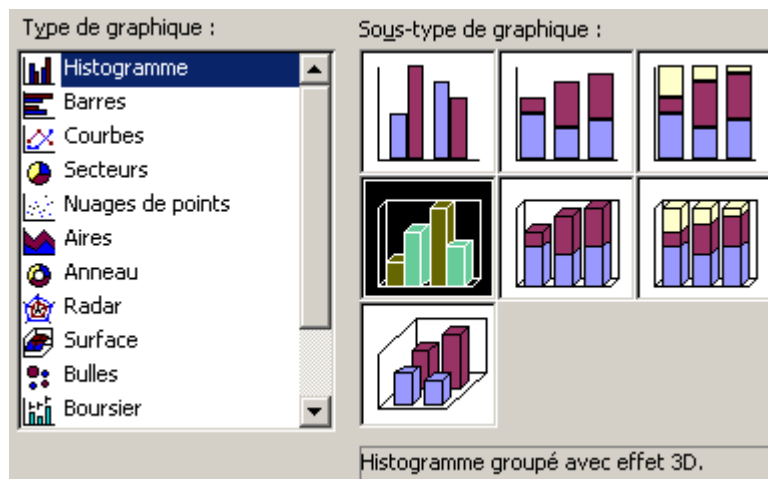 Type de graphique :
Histogramme
Barres
Courbes
Secteurs
Nuages de points
Aires
Anneau
Radar
Surface
Bulles
Boursier
Sous-type de graphique :
Histogramme groupé avec effet 3D.